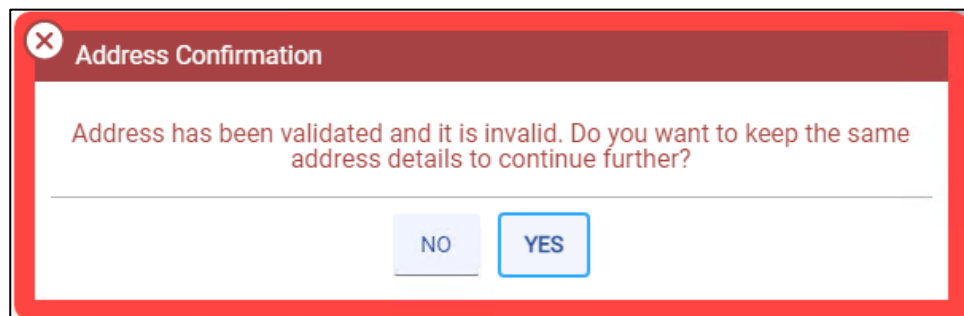 Address Confirmation
Address has been validated and it is invalid. Do you want to keep the same
address details to continue further?
NO
YES